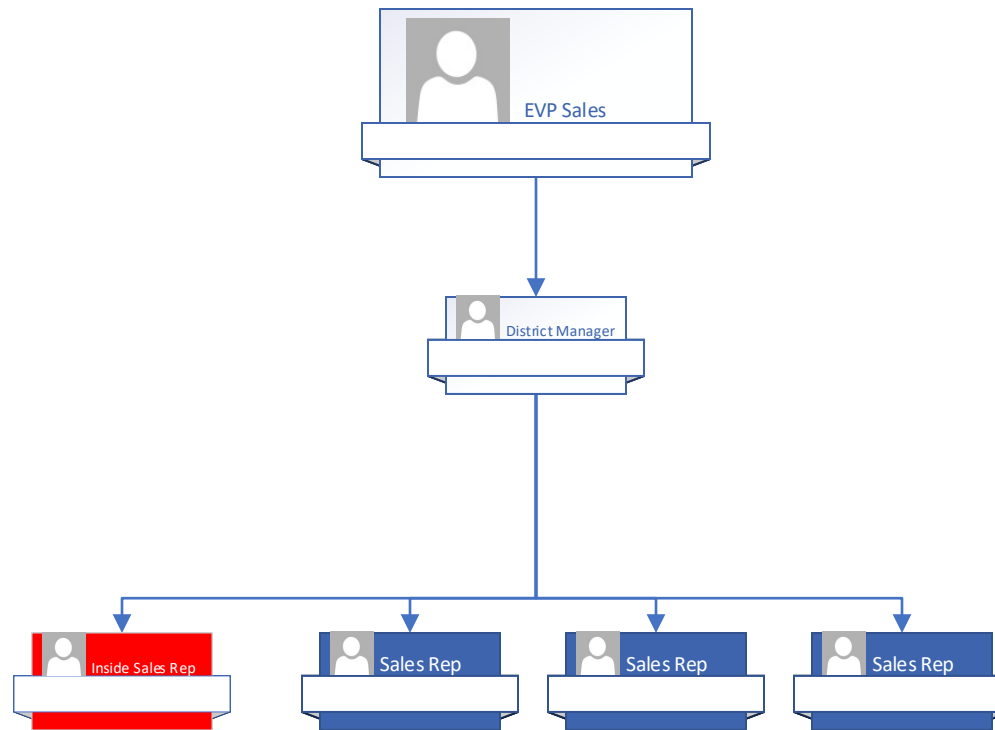 EVP Sales
District Manager
Inside Sales Rep
Sales Rep
Sales Rep
Sales Rep